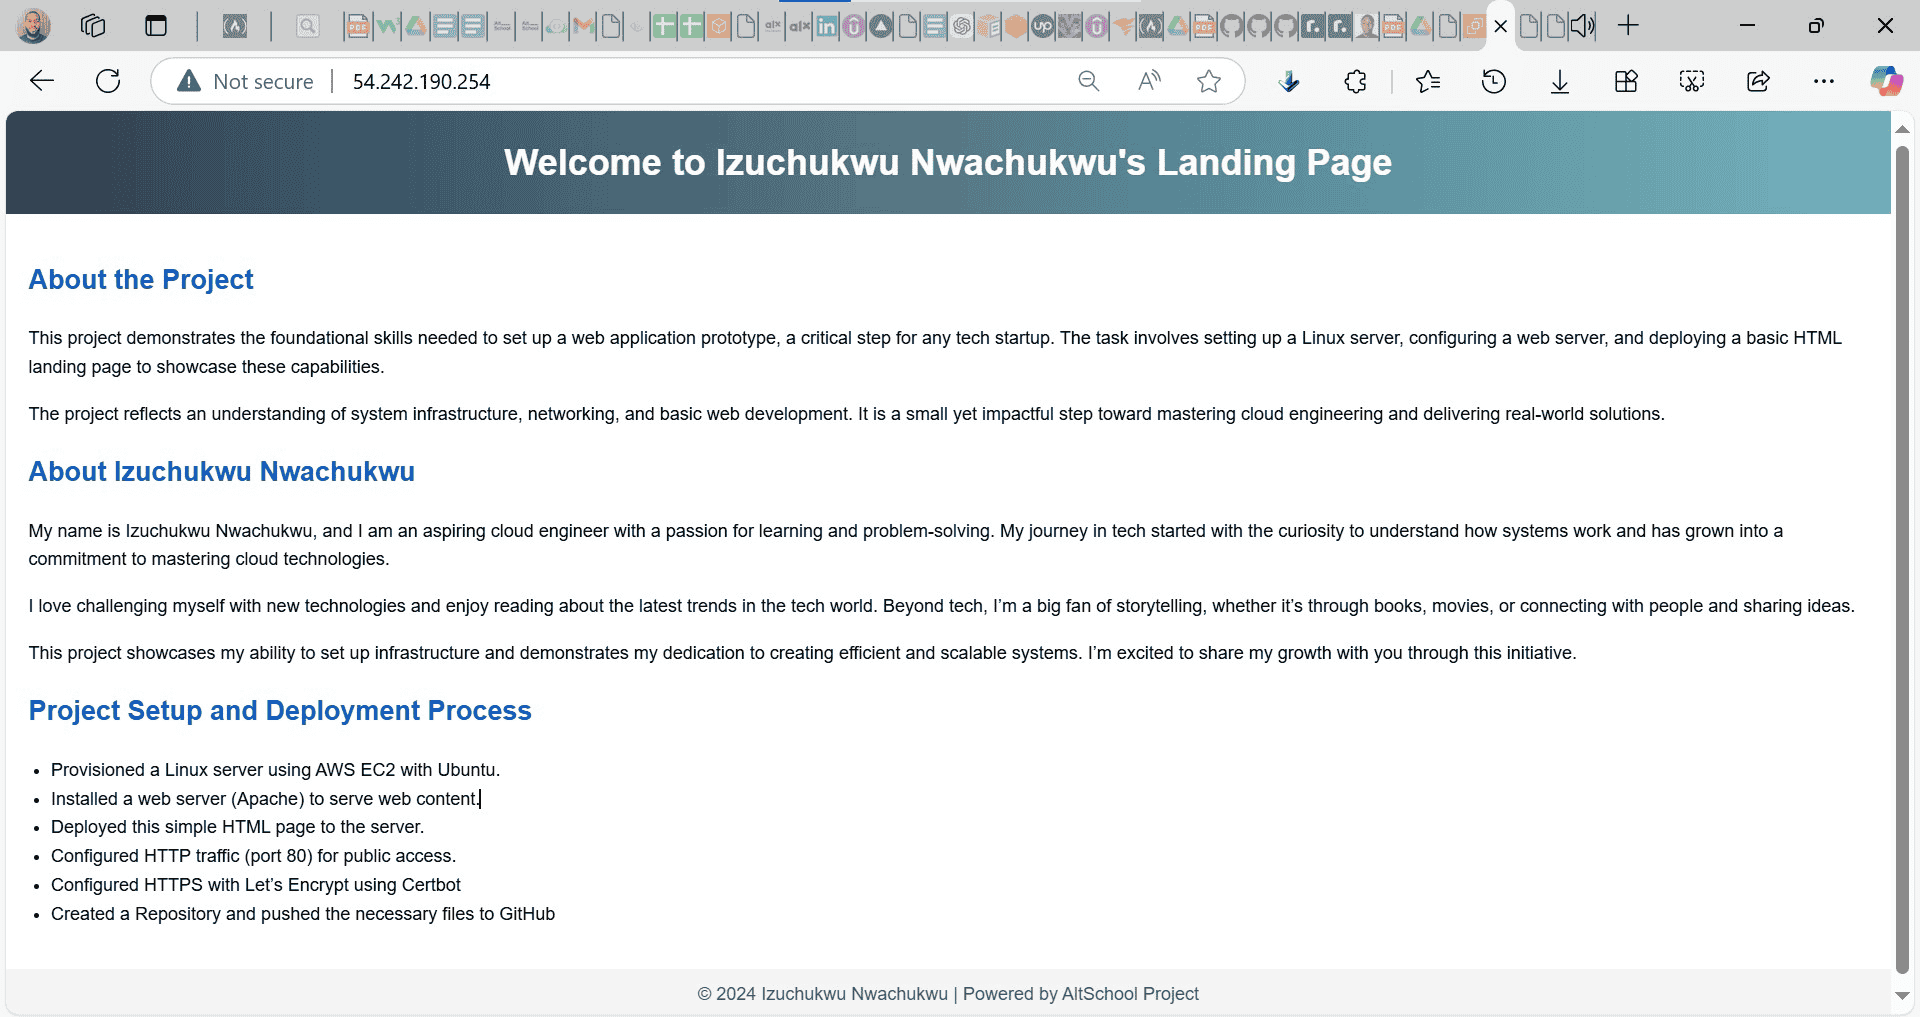 Not secure
54.242.190.254
Welcome to Izuchukwu Nwachukwu's Landing Page
About the Project
This project demonstrates the foundational skills needed to set up a web application prototype, a critical step for any tech startup. The task involves setting up a Linux server, configuring a web server, and deploying a basic HTML
landing page to showcase these capabilities.
The project reflects an understanding of system infrastructure, networking, and basic web development. It is a small yet impactful step toward mastering cloud engineering and delivering real-world solutions.
About Izuchukwu Nwachukwu
My name is Izuchukwu Nwachukwu, and I am an aspiring cloud engineer with a passion for learning and problem-solving. My journey in tech started with the curiosity to understand how systems work and has grown into a
commitment to mastering cloud technologies.
I love challenging myself with new technologies and enjoy reading about the latest trends in the tech world. Beyond tech, I’m a big fan of storytelling, whether it’s through books, movies, or connecting with people and sharing ideas.
This project showcases my ability to set up infrastructure and demonstrates my dedication to creating efficient and scalable systems. I’m excited to share my growth with you through this initiative.
Project Setup and Deployment Process
• Provisioned a Linux server using AWS EC2 with Ubuntu.
• Installed a web server (Apache) to serve web content.
• Deployed this simple HTML page to the server.
• Configured HTTP traffic (port 80) for public access.
• Configured HTTPS with Let’s Encrypt using Certbot
• Created a Repository and pushed the necessary files to GitHub
© 2024 Izuchukwu Nwachukwu | Powered by AltSchool Project